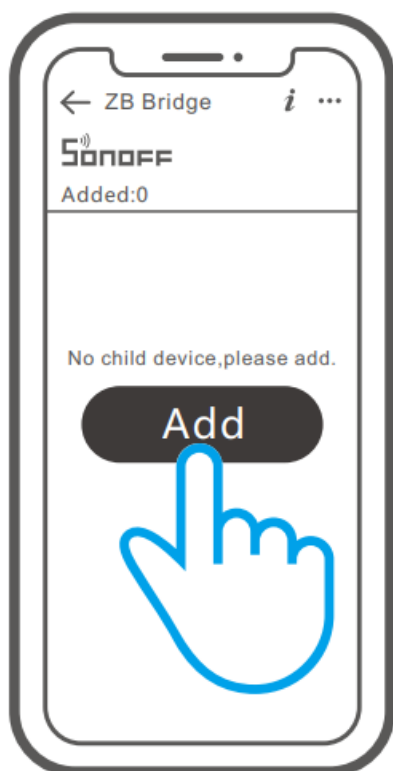 ZB Bridge i ...
SONOFF
Added:0
No child device,please add.
Add